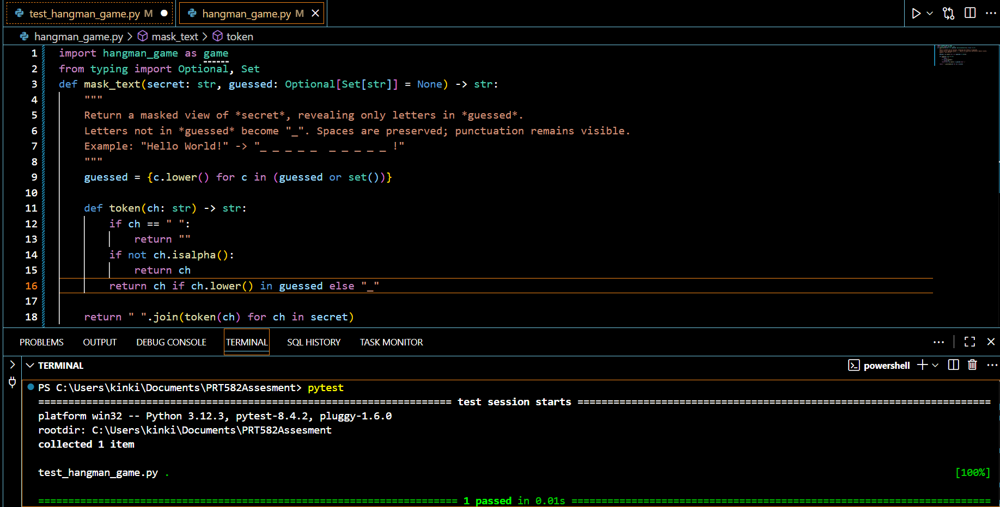 test_hangman_game.py M
hangman_game.py M
hangman_game.py > mask_text > token
1 import hangman_game as game
2 from typing import Optional, Set
3 def mask_text(secret: str, guessed: Optional[Set[str]] = None) -> str:
4     """
5     Return a masked view of *secret*, revealing only letters in *guessed*.
6     Letters not in *guessed* become "_". Spaces are preserved; punctuation remains visible.
7     Example: "Hello World!" -> "_ _ _ _ _  _ _ _ _ _ !"
8     """
9     guessed = {c.lower() for c in (guessed or set())}
10
11     def token(ch: str) -> str:
12         if ch == " ":
13             return ""
14         if not ch.isalpha():
15             return ch
16         return ch if ch.lower() in guessed else "_"
17
18     return " ".join(token(ch) for ch in secret)
PROBLEMS OUTPUT DEBUG CONSOLE TERMINAL SQL HISTORY TASK MONITOR
TERMINAL powershell
PS C:\Users\kinki\Documents\PRT582Assesment> pytest
===================================================================== test session starts =====================================================================
platform win32 -- Python 3.12.3, pytest-8.4.2, pluggy-1.6.0
rootdir: C:\Users\kinki\Documents\PRT582Assesment
collected 1 item
test_hangman_game.py . [100%]
====================================================================== 1 passed in 0.01s ======================================================================